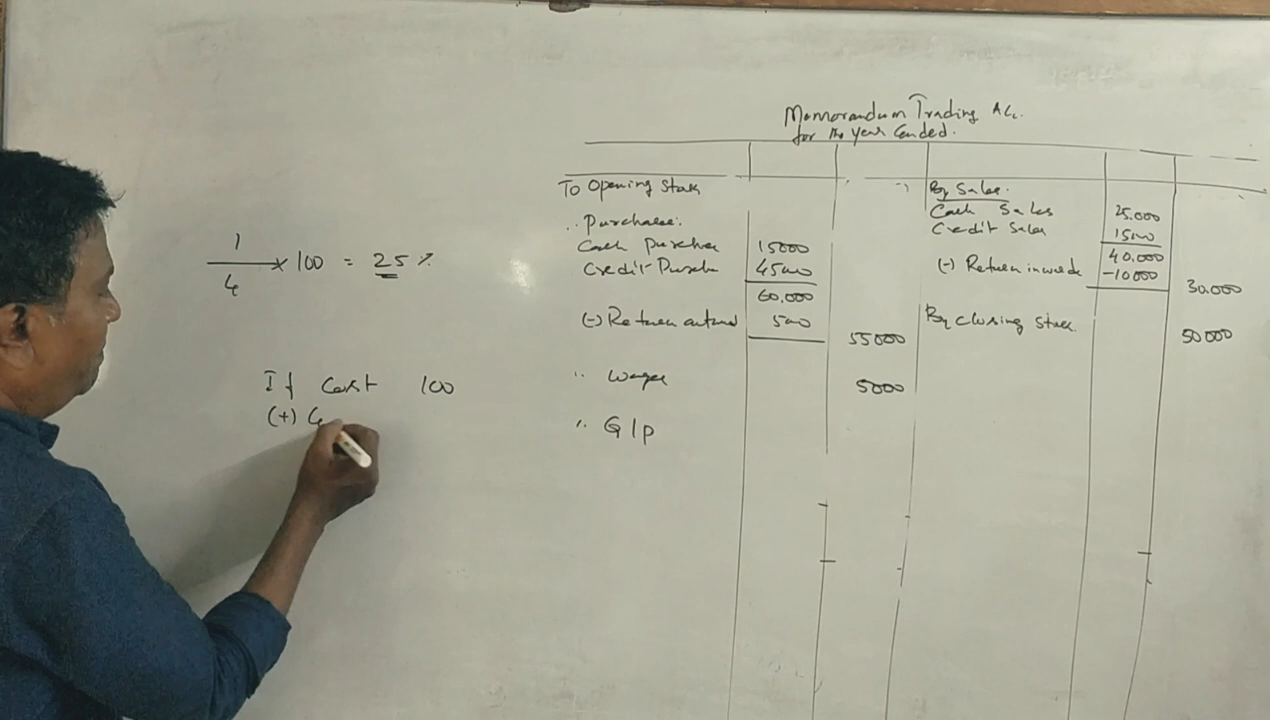 Memorandum Trading A/c.
for the year ended.
To Opening Stock
By Sales.
Cash Sales 25.000
Credit Sales 15000
40,000
(-) Return inwards -10000
30.000
By closing Stock
50000
.. Purchases:
Cash purchase 15000
Credit Purchase 45000
60,000
(-) Return outward 5000
55000
" Wages 5000
" G/P
1
4
× 100 = 25 %
If Cost 100
(+) G